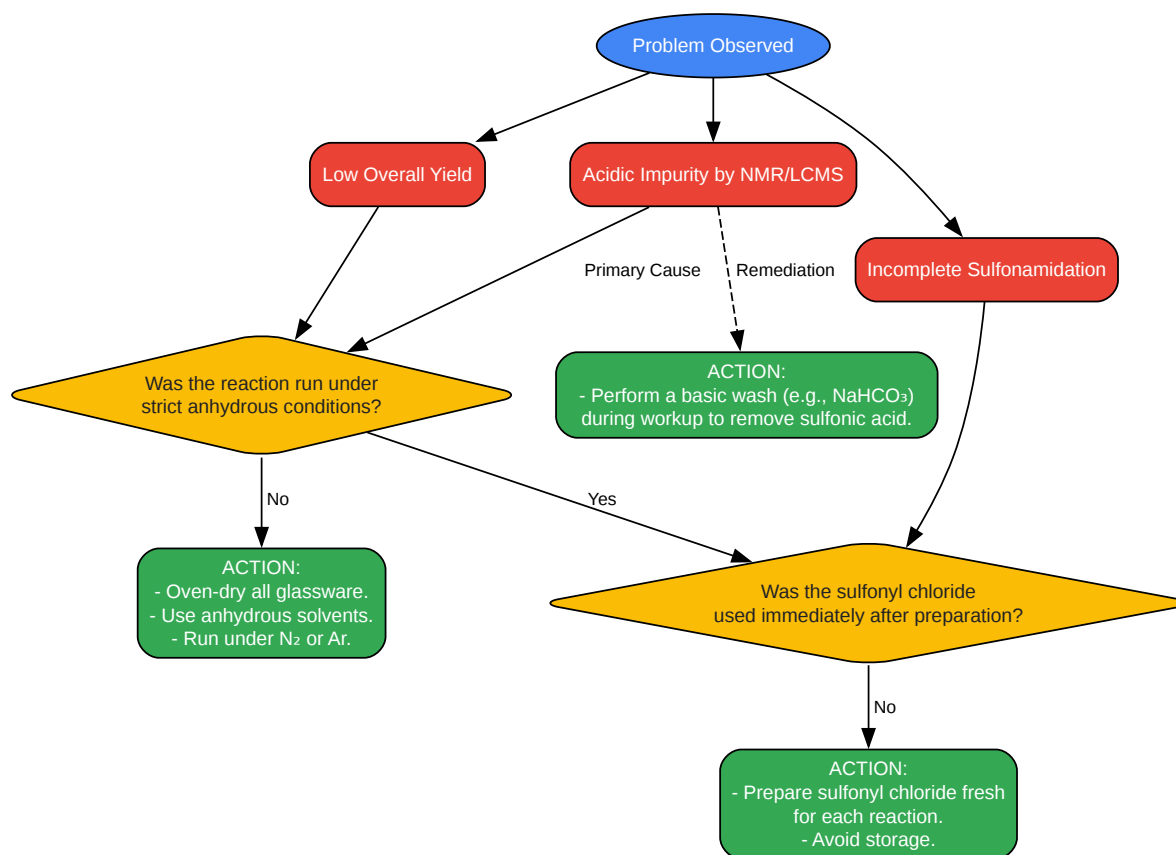 Problem Observed
Low Overall Yield
Acidic Impurity by NMR/LCMS
Primary Cause
Remediation
Incomplete Sulfonamidation
Was the reaction run under
strict anhydrous conditions?
ACTION:
- Perform a basic wash (e.g., NaHCO₃)
during workup to remove sulfonic acid.
No
Yes
ACTION:
- Oven-dry all glassware.
- Use anhydrous solvents.
- Run under N₂ or Ar.
Was the sulfonyl chloride
used immediately after preparation?
No
ACTION:
- Prepare sulfonyl chloride fresh
for each reaction.
- Avoid storage.